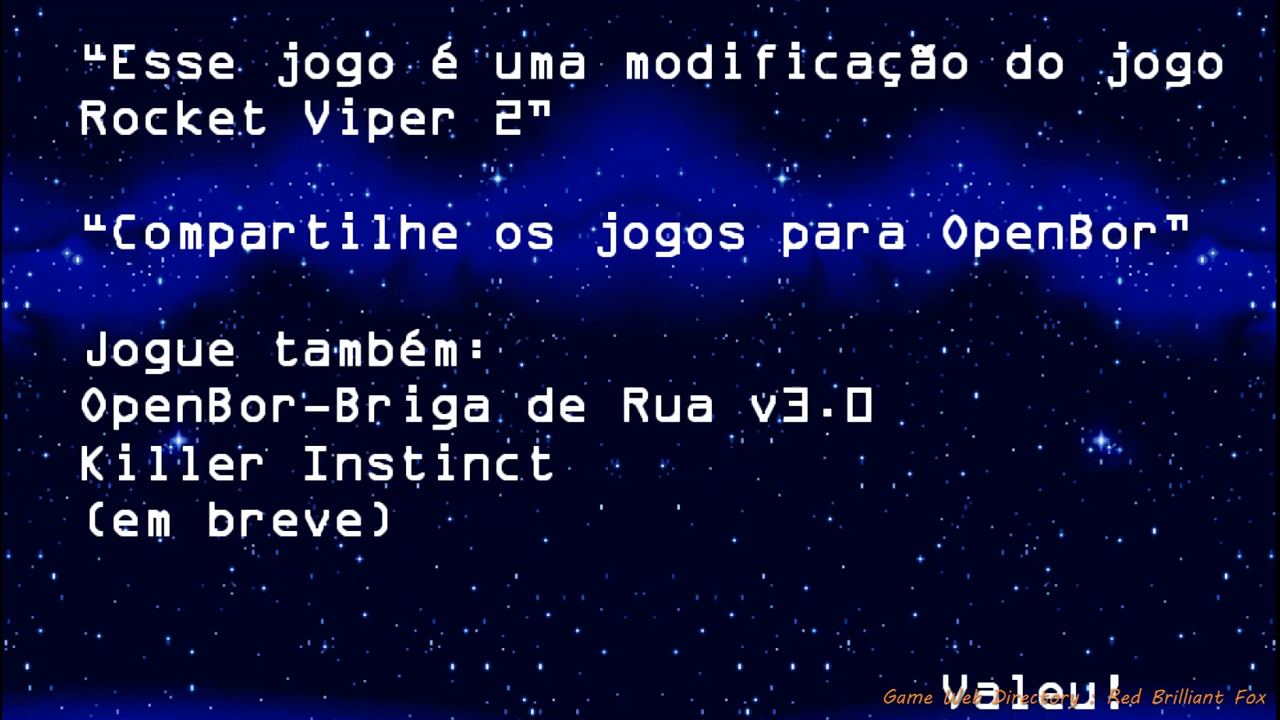 "Esse jogo é uma modificação do jogo
Rocket Viper 2"
"Compartilhe os jogos para OpenBor"
Jogue também:
OpenBor-Briga de Rua v3.0
Killer Instinct
(em breve)
Valeu!
Game Web Directory : Red Brilliant Fox